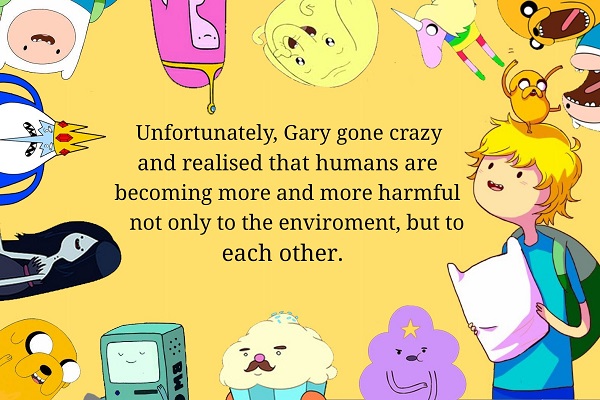 Unfortunately, Gary gone crazy
and realised that humans are
becoming more and more harmful
not only to the enviroment, but to
each other.
BMO